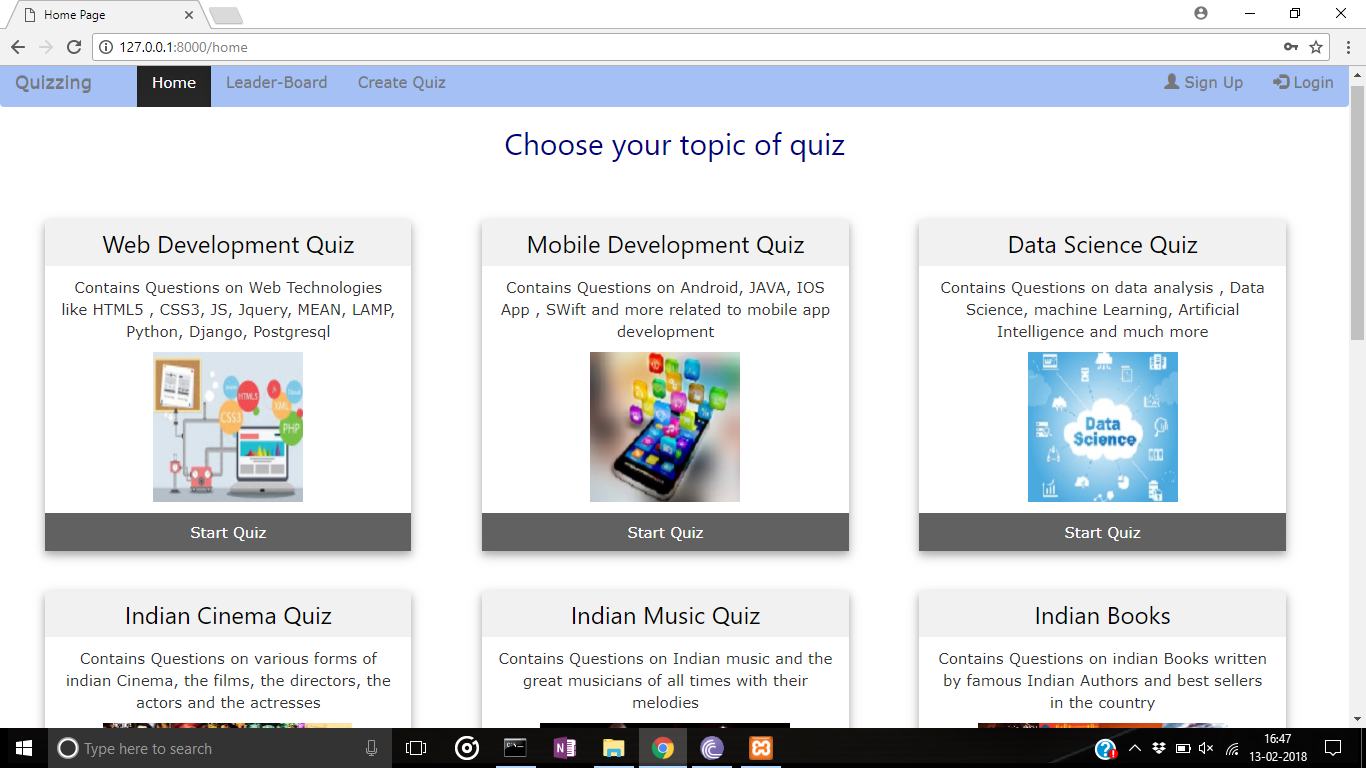 Home Page
127.0.0.1:8000/home
Quizzing Home Leader-Board Create Quiz Sign Up Login
Choose your topic of quiz
Web Development Quiz
Contains Questions on Web Technologies
like HTML5 , CSS3, JS, Jquery, MEAN, LAMP,
Python, Django, Postgresql
HTML5
CSS3
XML
PHP
Start Quiz
Mobile Development Quiz
Contains Questions on Android, JAVA, IOS
App , SWift and more related to mobile app
development
Start Quiz
Data Science Quiz
Contains Questions on data analysis , Data
Science, machine Learning, Artificial
Intelligence and much more
Data
Science
Start Quiz
Indian Cinema Quiz
Contains Questions on various forms of
indian Cinema, the films, the directors, the
actors and the actresses
Indian Music Quiz
Contains Questions on Indian music and the
great musicians of all times with their
melodies
Indian Books
Contains Questions on indian Books written
by famous Indian Authors and best sellers
in the country
Type here to search
16:47
13-02-2018